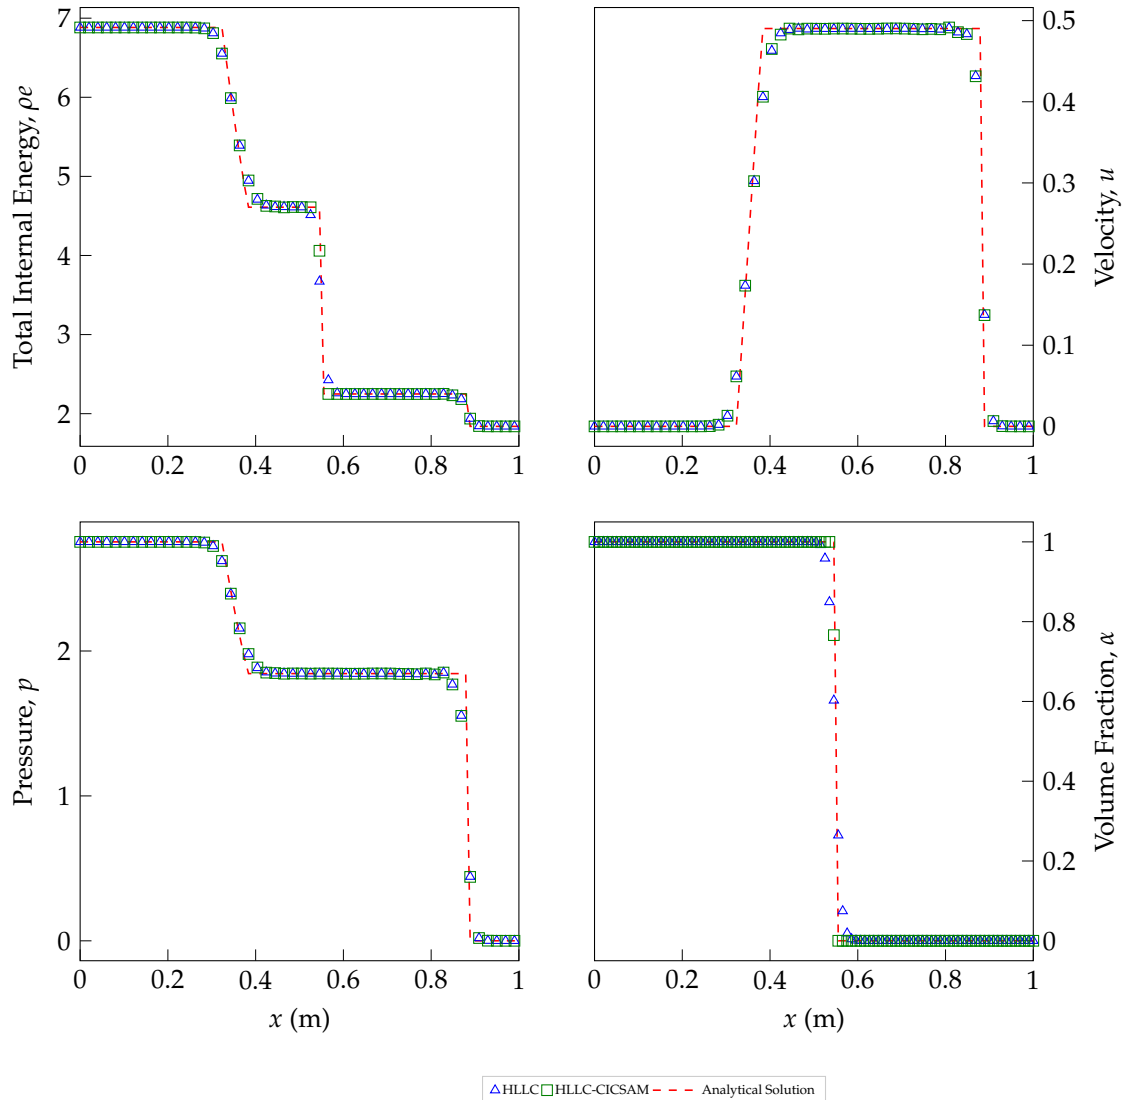 7
6
5
4
3
2
Total Internal Energy, ρe
0 0.2 0.4 0.6 0.8 1
0.5
0.4
0.3
0.2
0.1
0
Velocity, u
0 0.2 0.4 0.6 0.8 1
2
1
0
Pressure, p
0 0.2 0.4 0.6 0.8 1
x (m)
1
0.8
0.6
0.4
0.2
0
Volume Fraction, α
0 0.2 0.4 0.6 0.8 1
x (m)
HLLC HLLC-CICSAM Analytical Solution